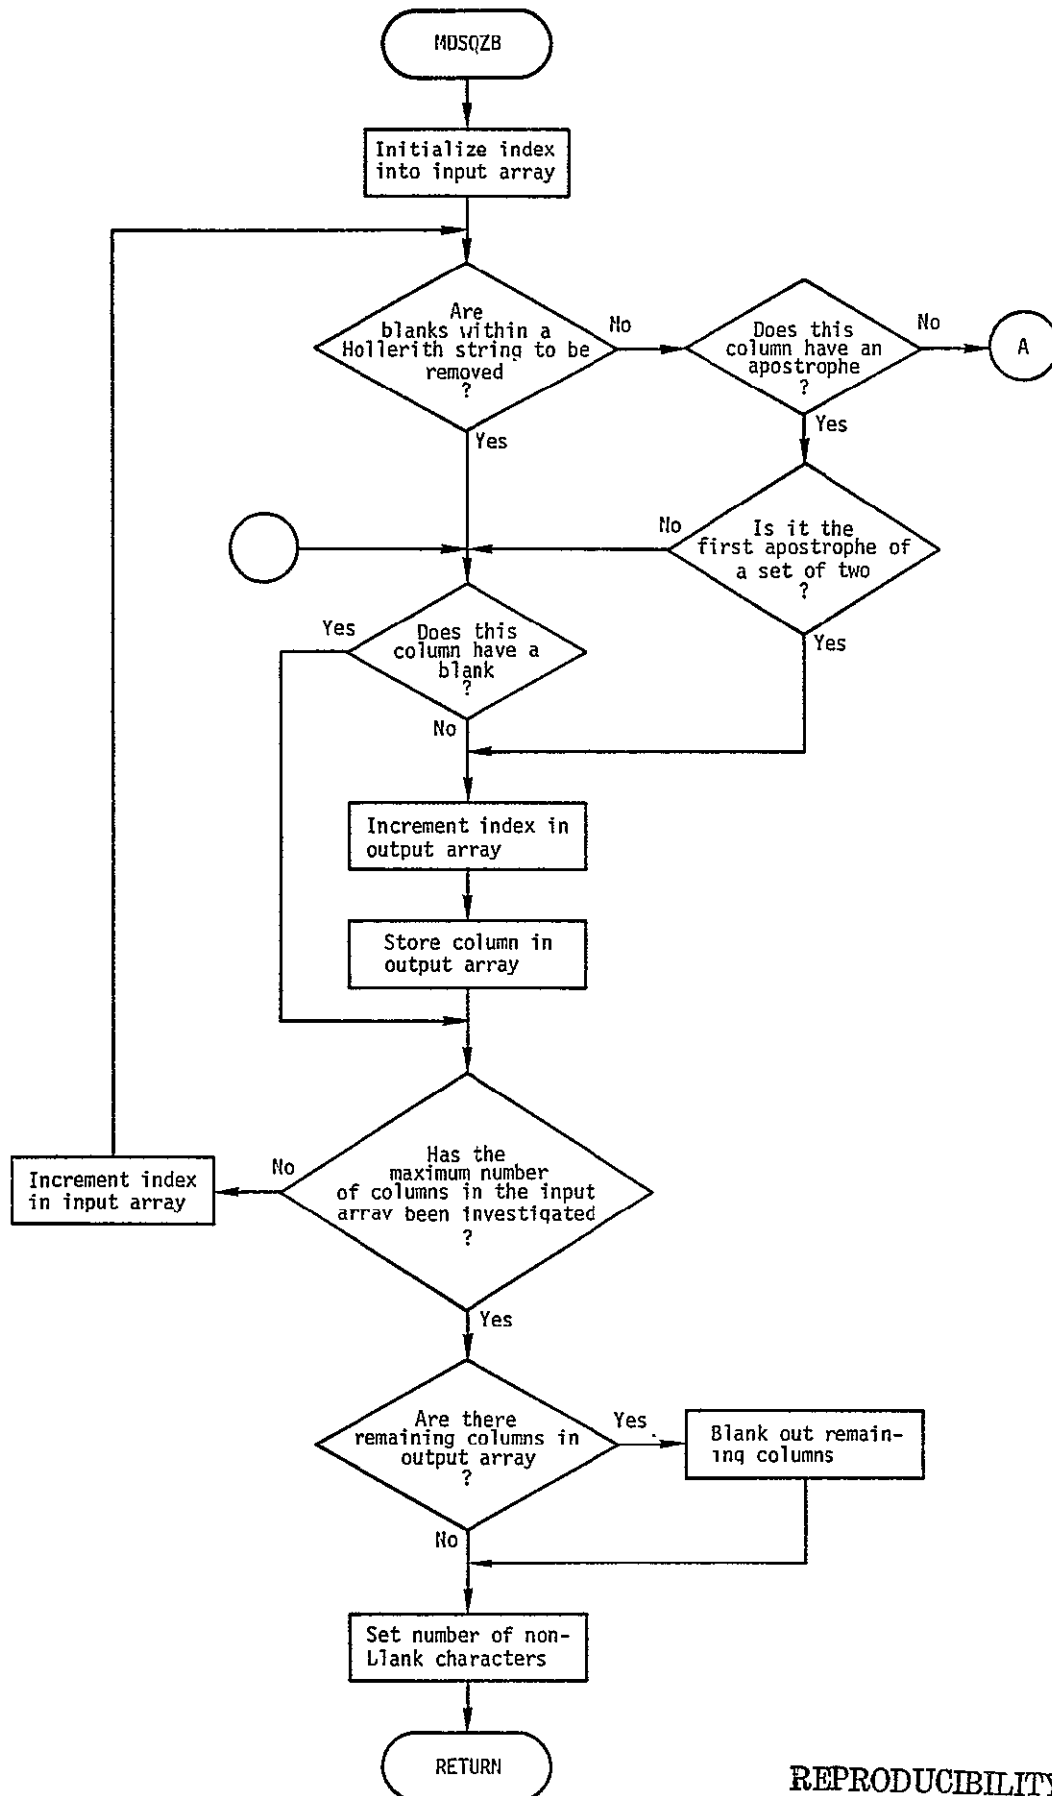 MDSQZB
Initialize index
into input array
Are
blanks within a
Hollerith string to be
removed
?
No
Does this
column have an
apostrophe
?
No
A
Yes
Yes
Is it the
first apostrophe of
a set of two
?
No
Yes
Does this
column have a
blank
?
Yes
No
Increment index in
output array
Store column in
output array
Has the
maximum number
of columns in the input
array been investigated
?
No
Increment index
in input array
Yes
Are there
remaining columns in
output array
?
Yes
Blank out remain-
ing columns
No
Set number of non-
blank characters
RETURN
REPRODUCIBILITY